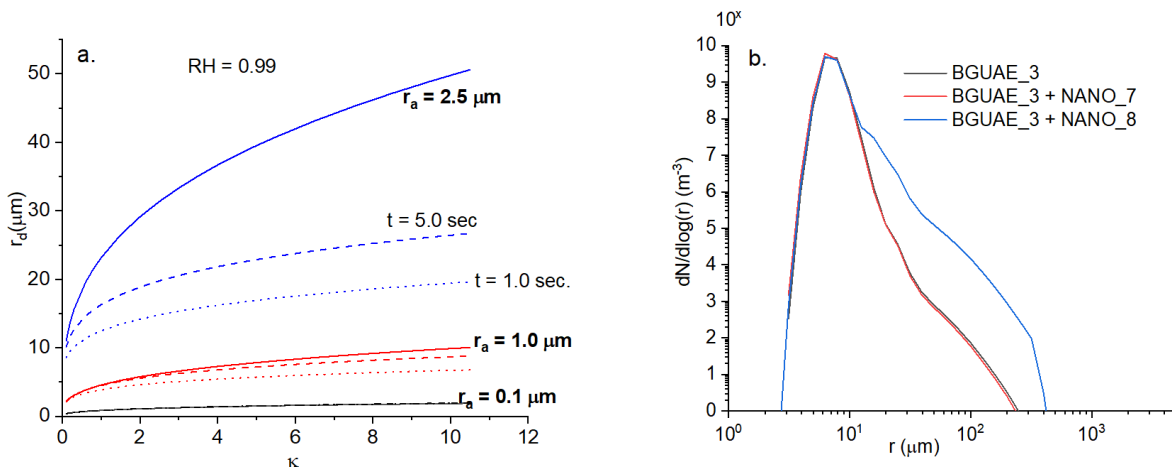 a.
RH = 0.99
r_a = 2.5 μm
t = 5.0 sec
t = 1.0 sec.
r_a = 1.0 μm
r_a = 0.1 μm
50
40
30
20
10
0
r_d(μm)
0 2 4 6 8 10 12
κ
10^x
b.
BGUAE_3
BGUAE_3 + NANO_7
BGUAE_3 + NANO_8
10
9
8
7
6
5
4
3
2
1
0
dN/dlog(r) (m^-3)
10^0 10^1 10^2 10^3
r (μm)